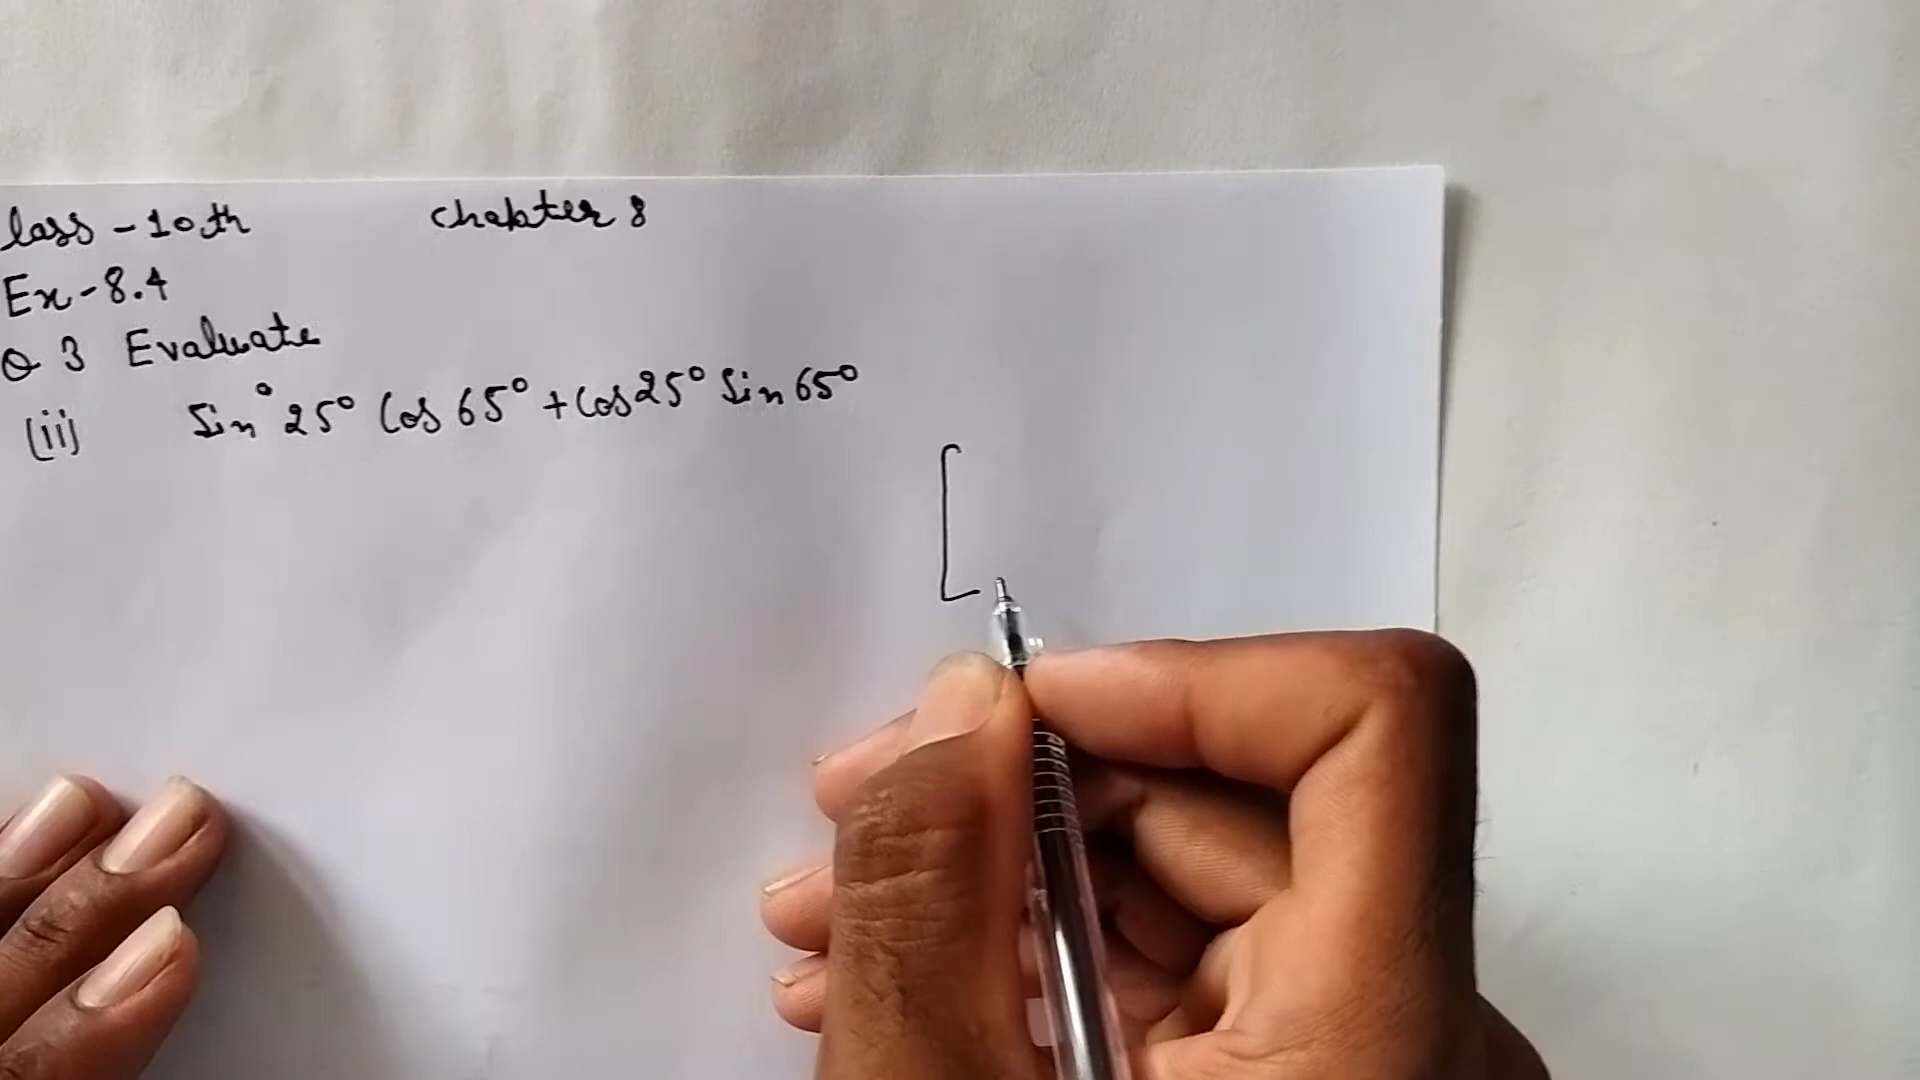 lass - 10th Chapter 8
Ex - 8.4
Q 3 Evaluate
(ii) Sin° 25° Cos 65° + Cos 25° Sin 65°
[